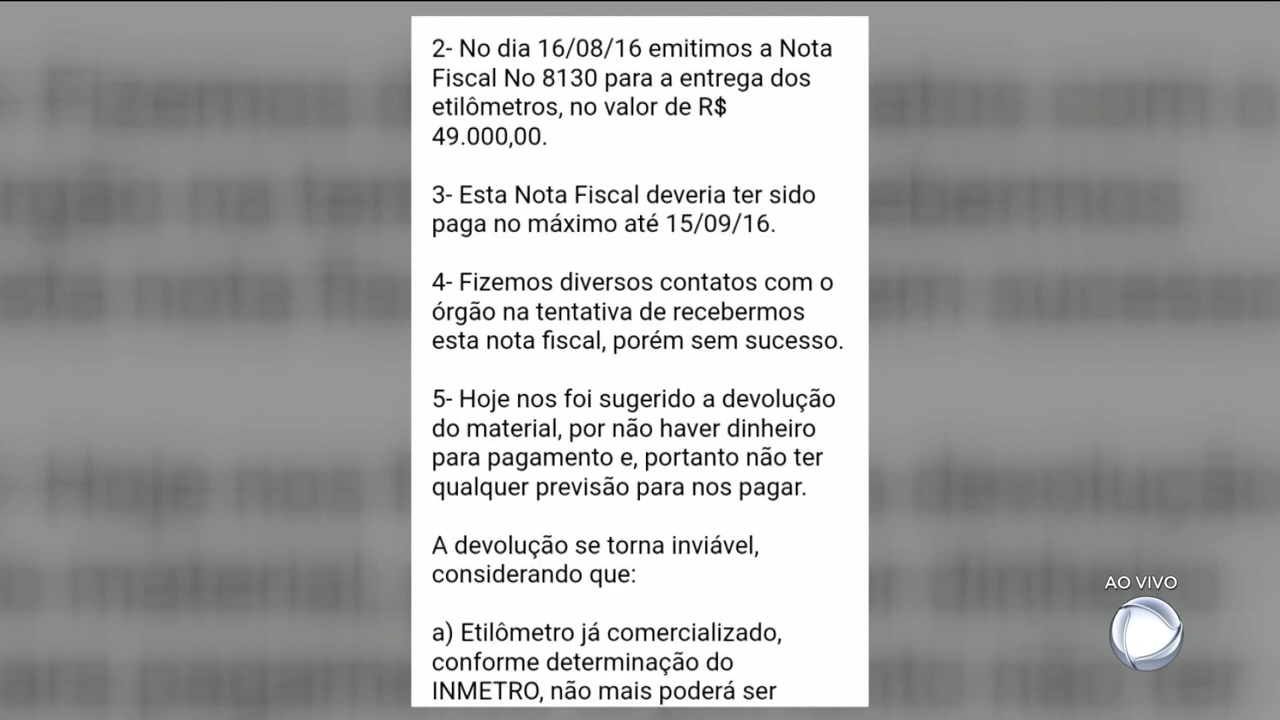 2- No dia 16/08/16 emitimos a Nota
Fiscal No 8130 para a entrega dos
etilômetros, no valor de R$
49.000,00.
3- Esta Nota Fiscal deveria ter sido
paga no máximo até 15/09/16.
4- Fizemos diversos contatos com o
órgão na tentativa de recebermos
esta nota fiscal, porém sem sucesso.
5- Hoje nos foi sugerido a devolução
do material, por não haver dinheiro
para pagamento e, portanto não ter
qualquer previsão para nos pagar.
A devolução se torna inviável,
considerando que:
a) Etilômetro já comercializado,
conforme determinação do
INMETRO, não mais poderá ser
AO VIVO